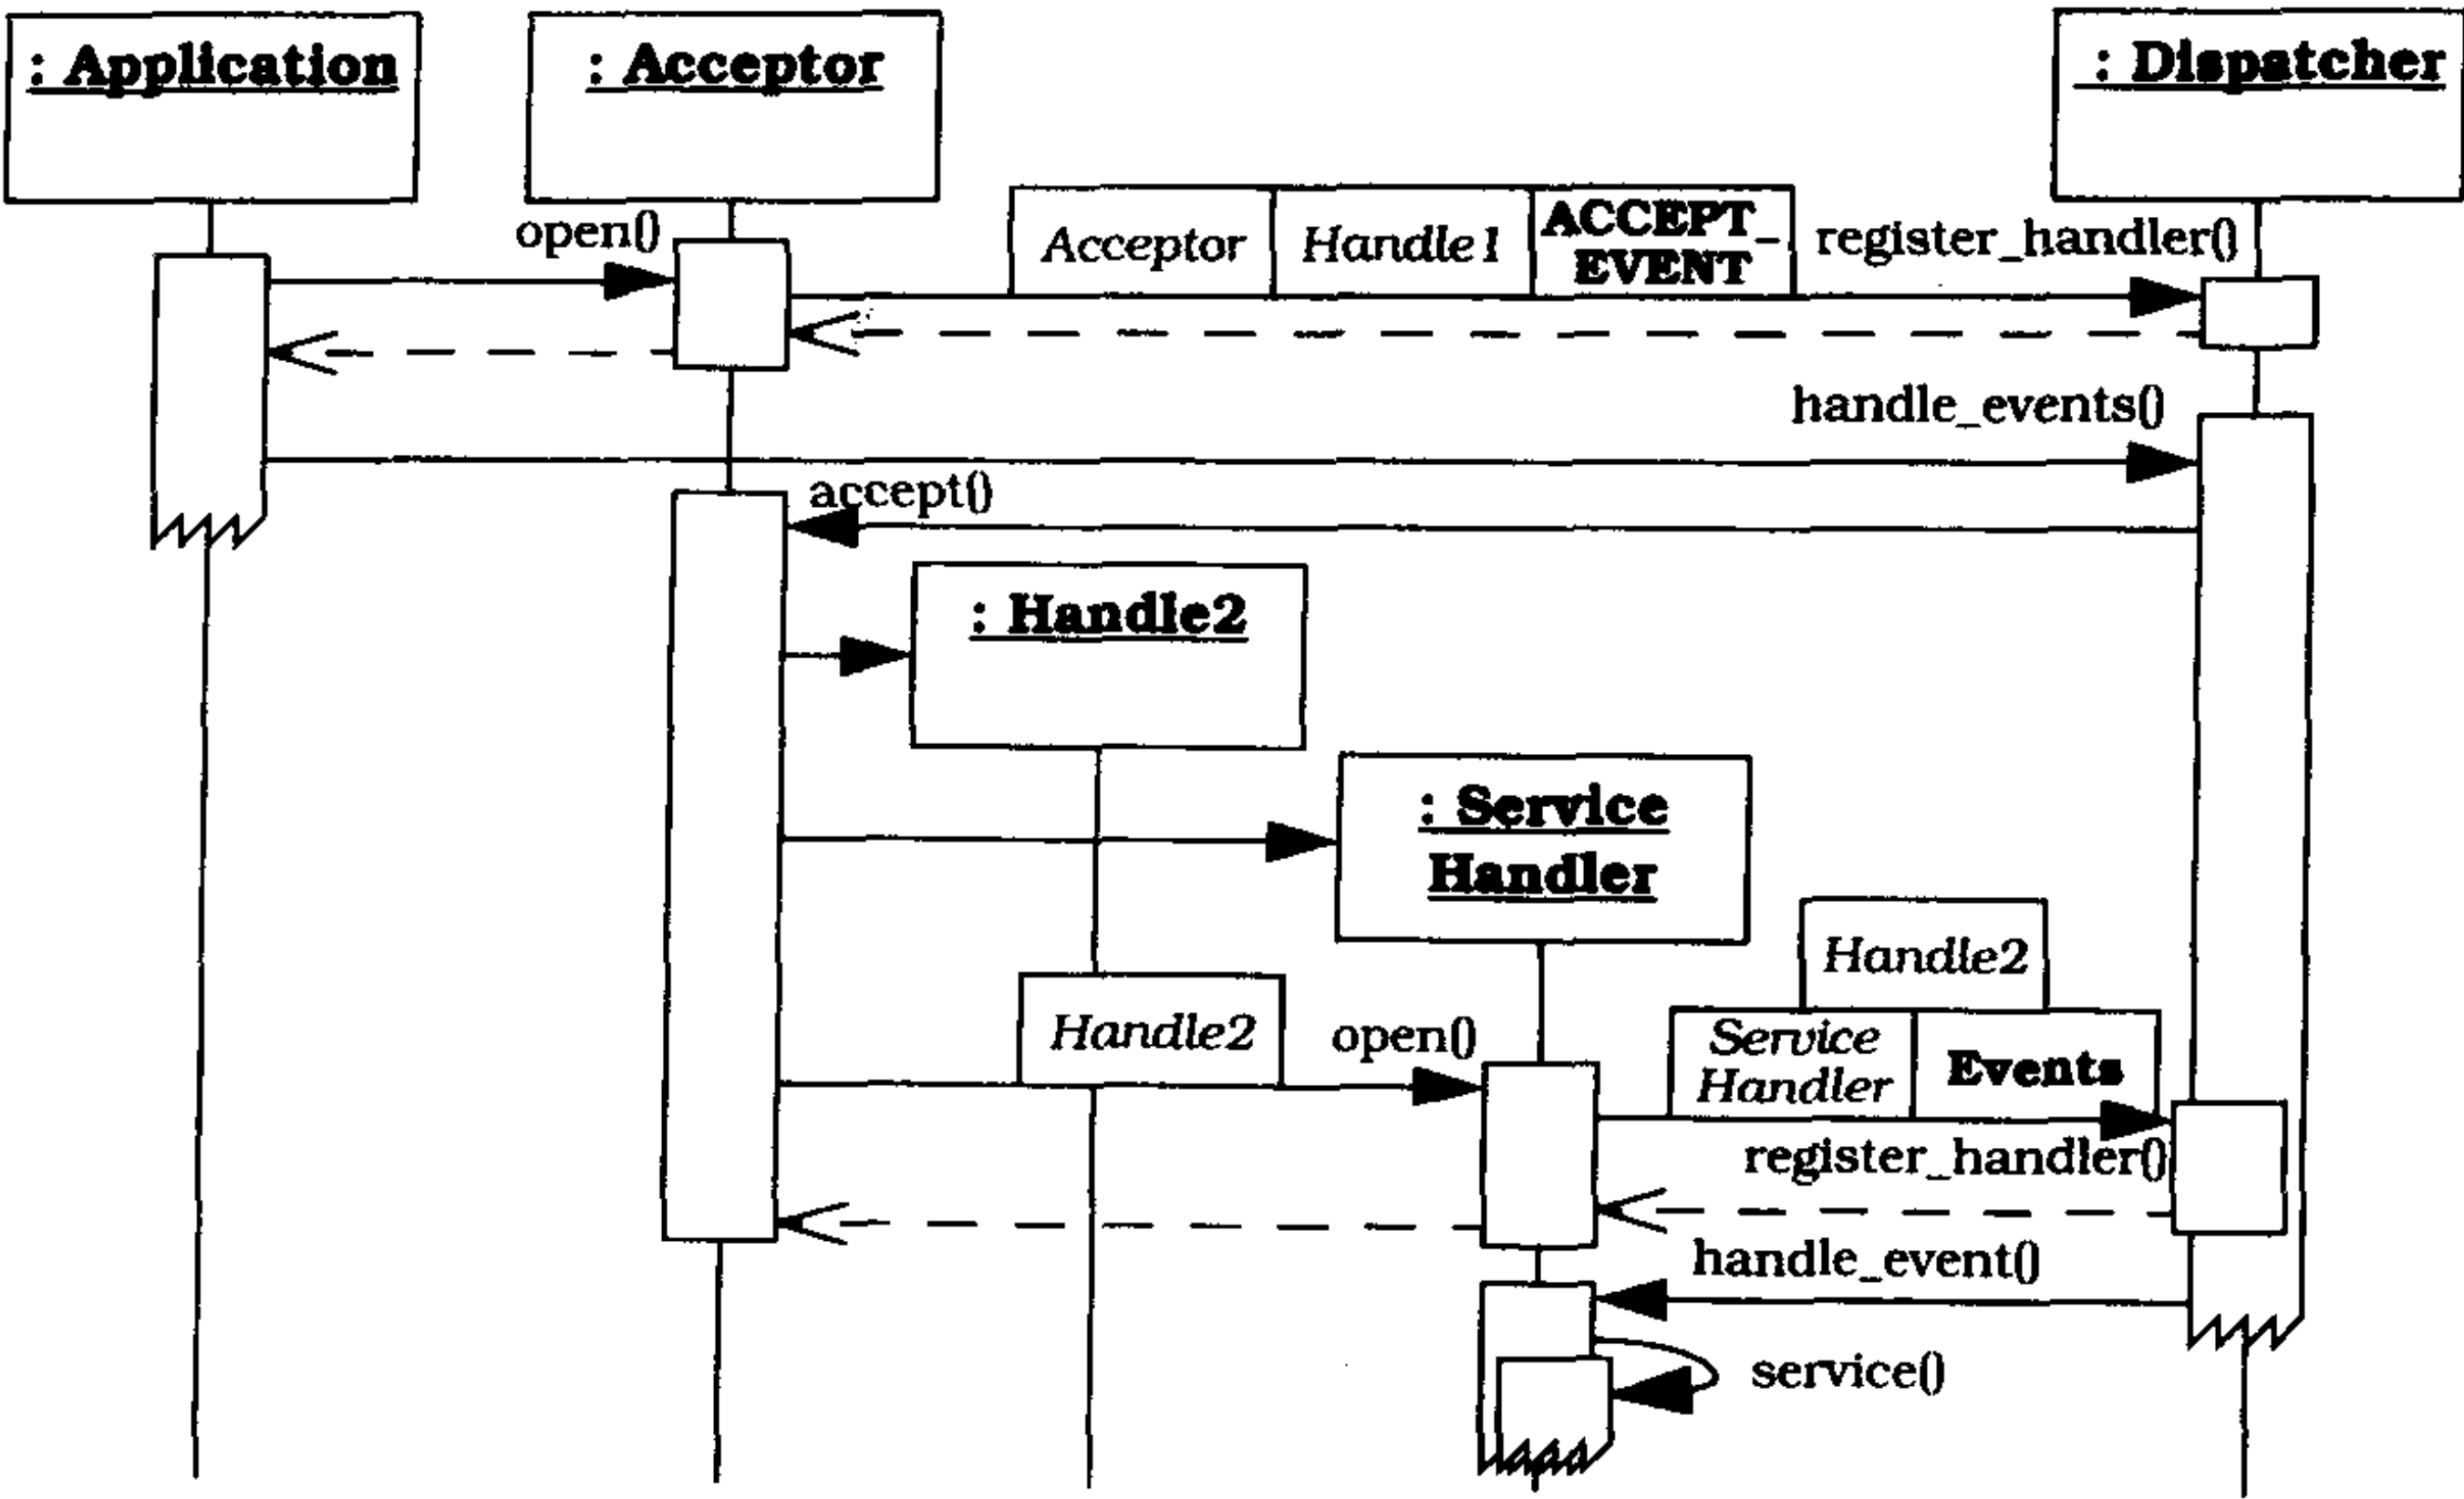 : Application
: Acceptor
: Dispatcher
open()
Acceptor
Handle1
ACCEPT_
EVENT
register_handler()
handle_events()
accept()
: Handle2
: Service
Handler
Handle2
Handle2
open()
Service
Handler
Events
register_handler()
handle_event()
service()